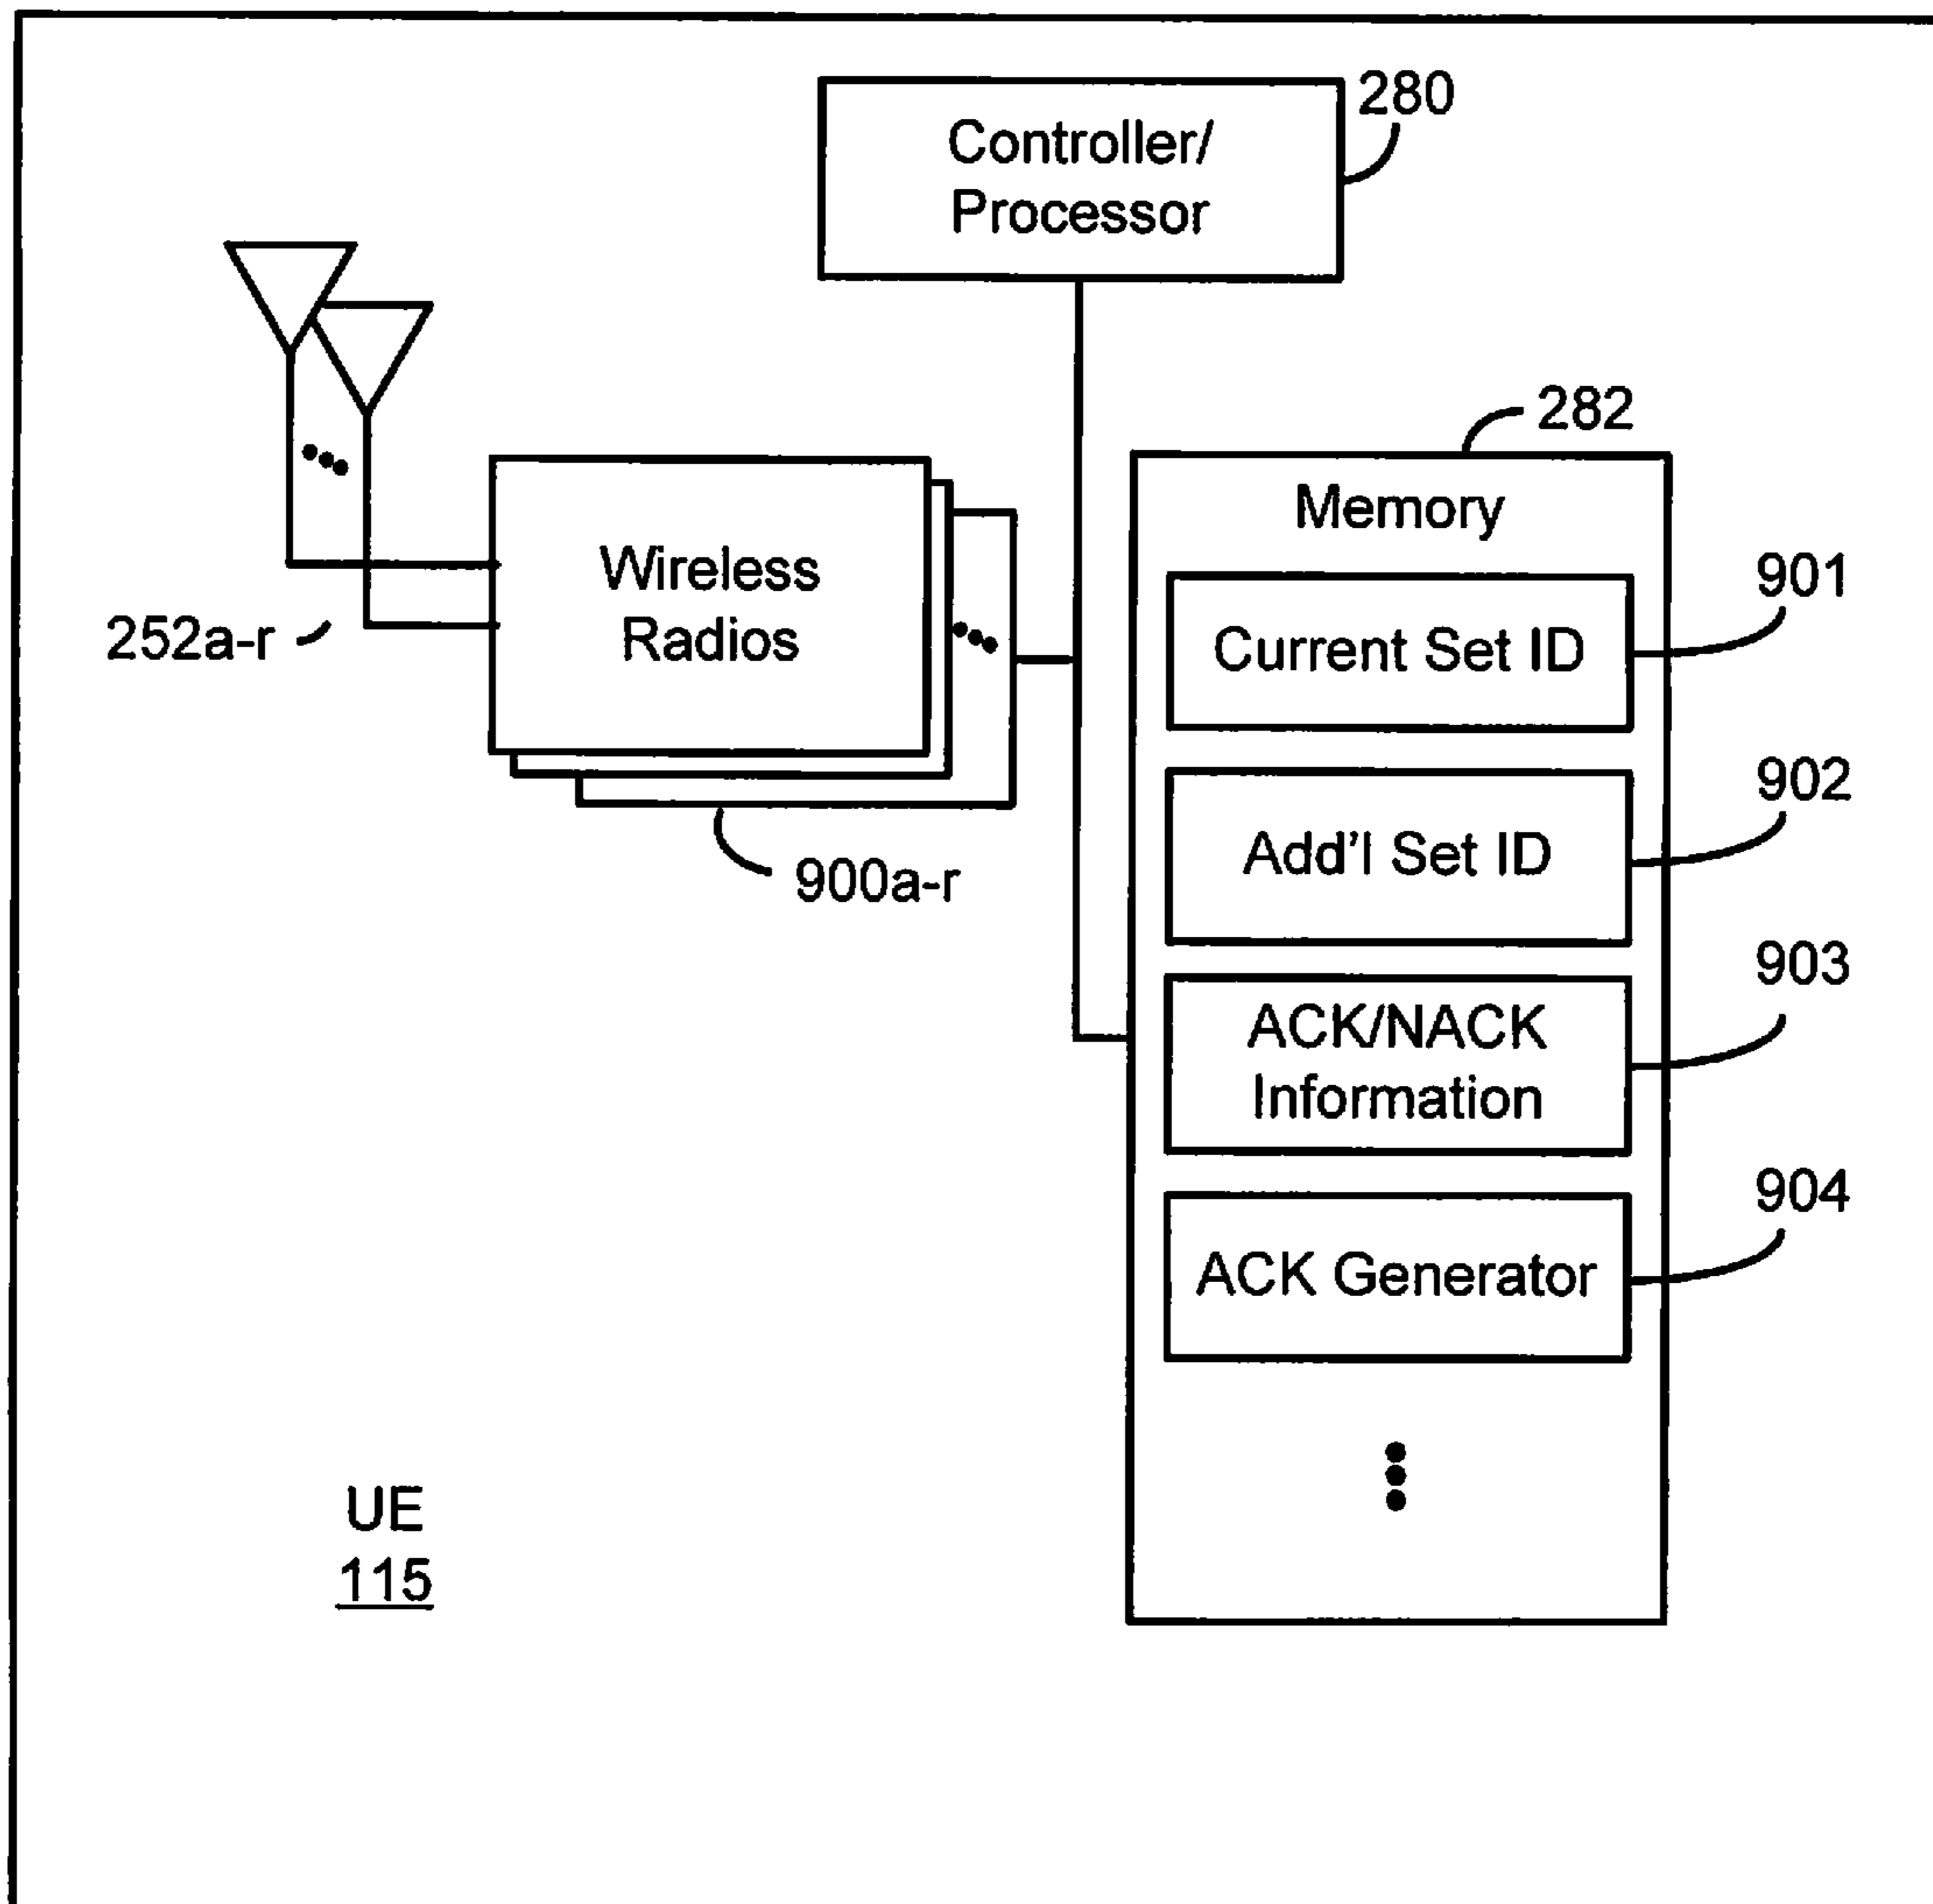 280
Controller/
Processor
282
Memory
Wireless
Radios
901
Current Set ID
252a-r
902
Add'l Set ID
900a-r
903
ACK/NACK
Information
904
ACK Generator
UE
115